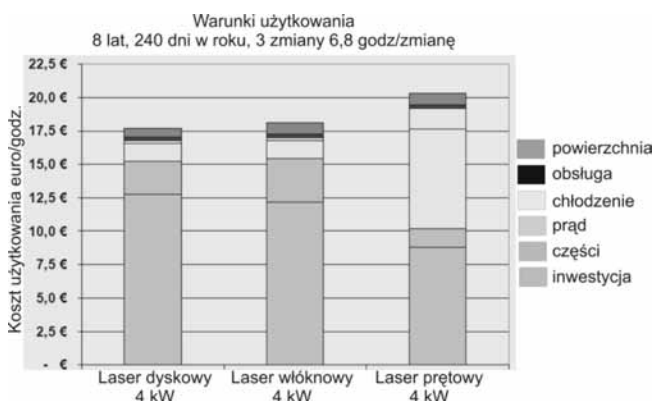 Warunki użytkowania
8 lat, 240 dni w roku, 3 zmiany 6,8 godz/zmianę
Koszt użytkowania euro/godz.
22,5 €
20,0 €
17,5 €
15,0 €
12,5 €
10,0 €
7,5 €
5,0 €
2,5 €
- €
powierzchnia
obsługa
chłodzenie
prąd
części
inwestycja
Laser dyskowy
4 kW
Laser włóknowy
4 kW
Laser prętowy
4 kW